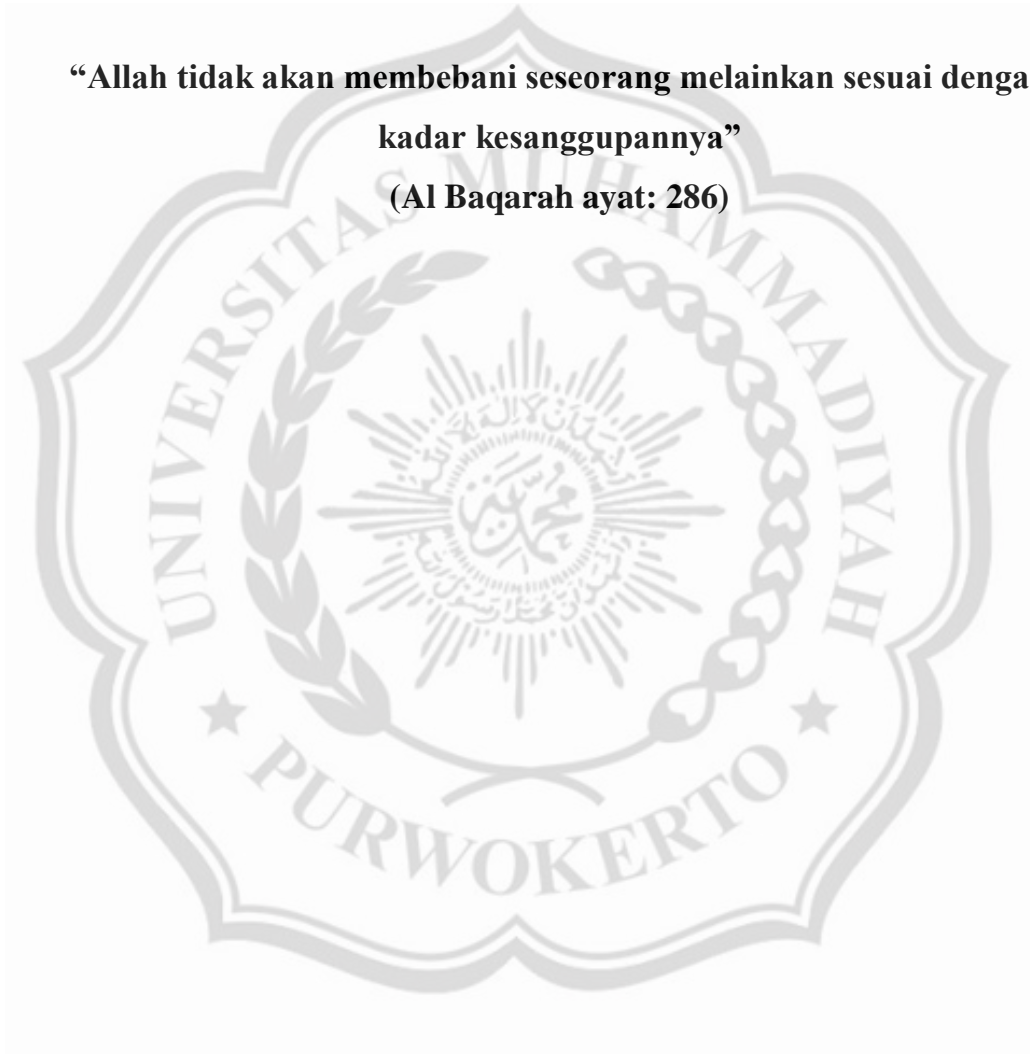 “Allah tidak akan membebani seseorang melainkan sesuai denga
kadar kesanggupannya”
(Al Baqarah ayat: 286)
UNIVERSITAS MUHAMMADIYAH
PURWOKERTO